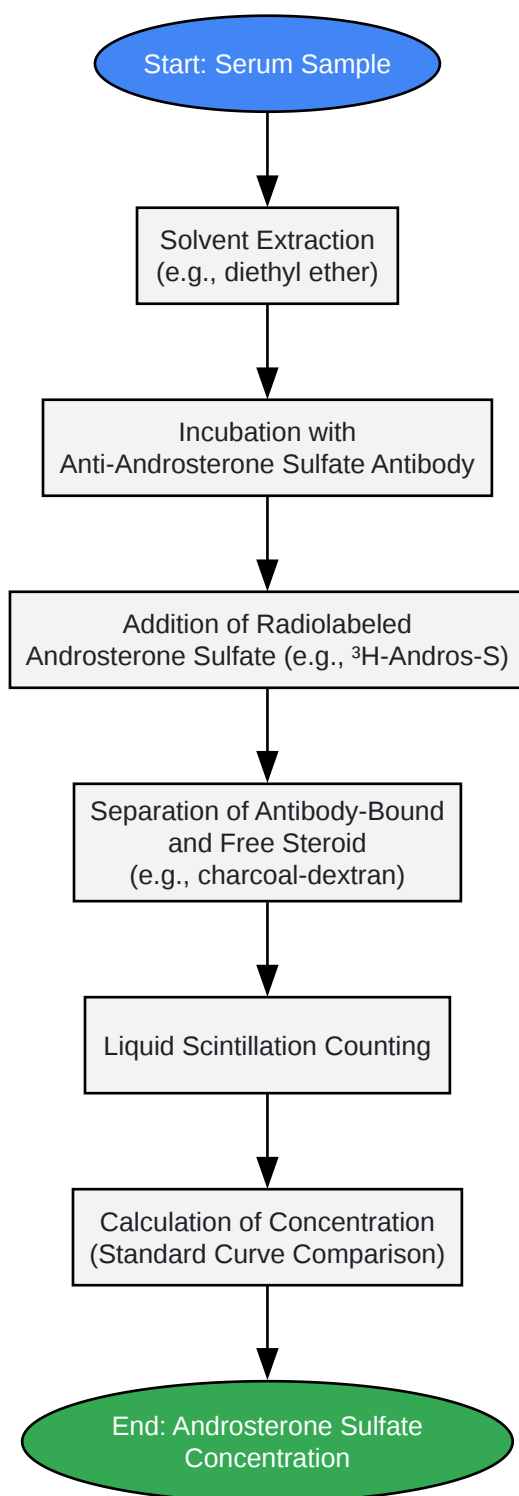 Start: Serum Sample
Solvent Extraction
(e.g., diethyl ether)
Incubation with
Anti-Androsterone Sulfate Antibody
Addition of Radiolabeled
Androsterone Sulfate (e.g., ³H-Andros-S)
Separation of Antibody-Bound
and Free Steroid
(e.g., charcoal-dextran)
Liquid Scintillation Counting
Calculation of Concentration
(Standard Curve Comparison)
End: Androsterone Sulfate
Concentration